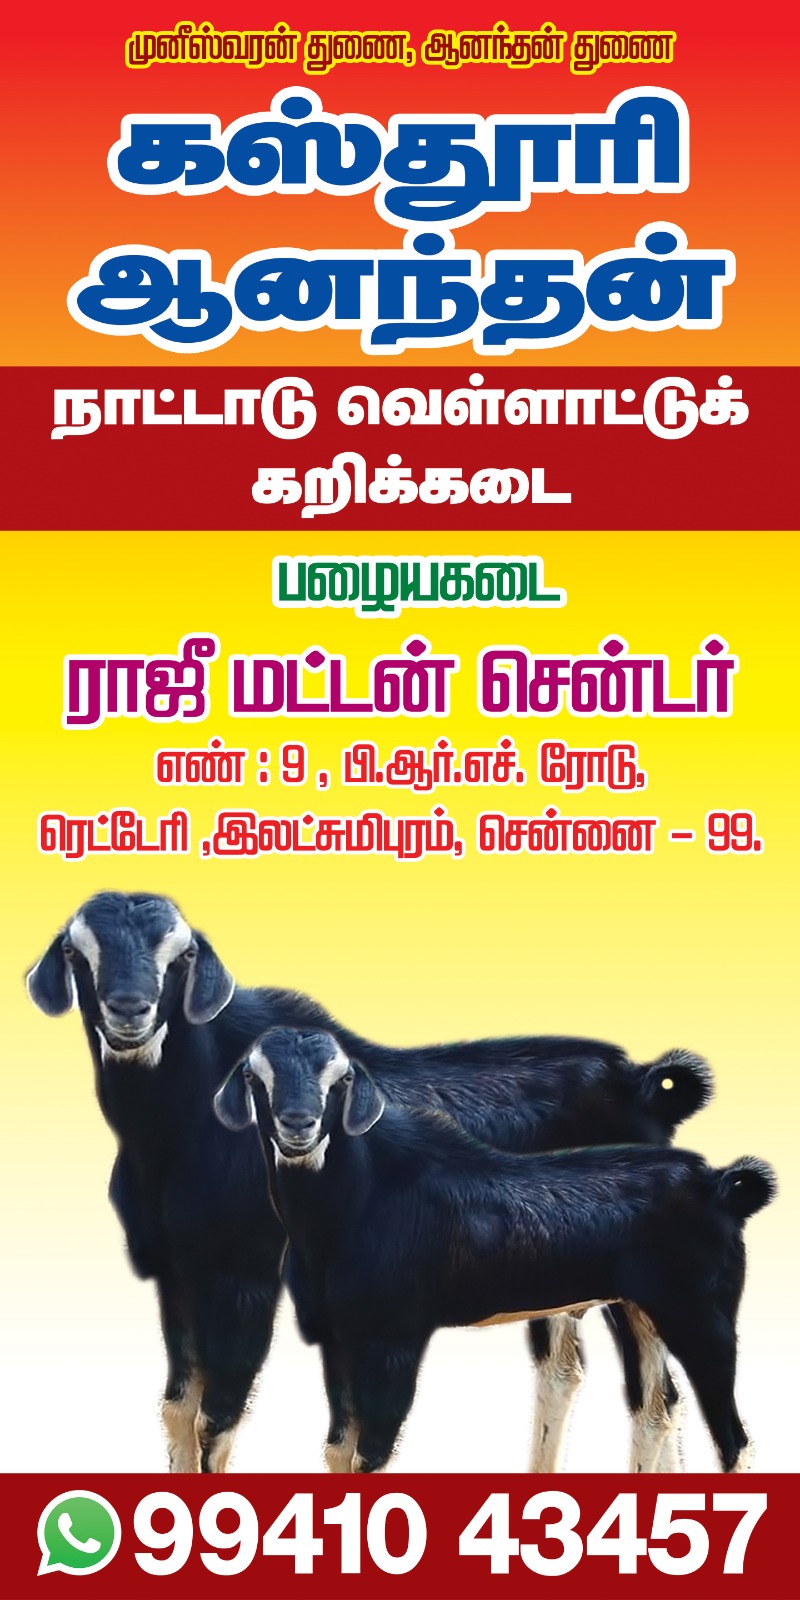 முனீஸ்வரன் துணை, ஆனந்தன் துணை
கஸ்தூரி
ஆனந்தன்
நாட்டாடு வெள்ளாட்டுக்
கறிக்கடை
பழையகடை
ராஜீ மட்டன் சென்டர்
எண் : 9 , பி.ஆர்.எச். ரோடு,
ரெட்டேரி ,இலட்சுமிபுரம், சென்னை - 99.
99410 43457